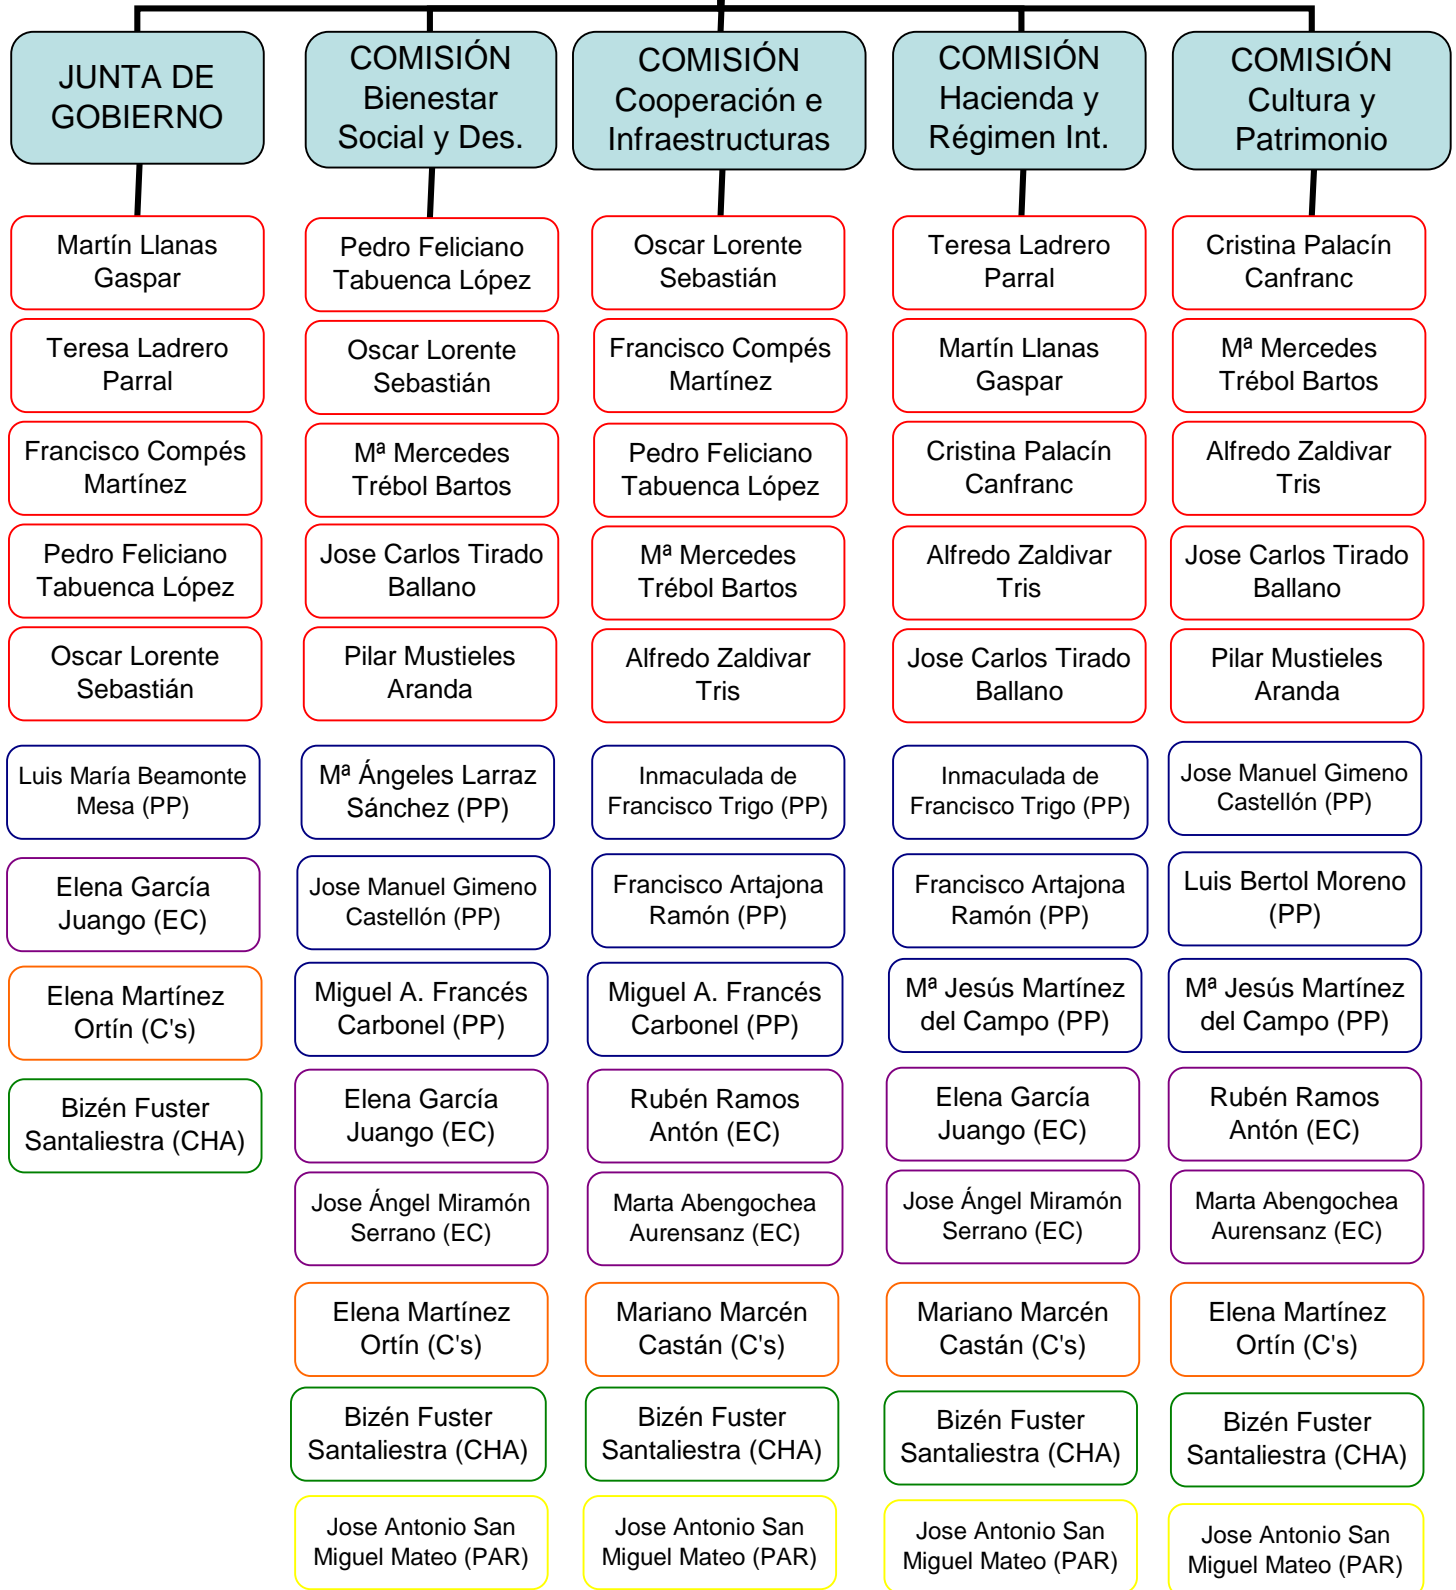 JUNTA DE
GOBIERNO
Martín Llanas
Gaspar
Teresa Ladrero
Parral
Francisco Compés
Martínez
Pedro Feliciano
Tabuenca López
Oscar Lorente
Sebastián
Luis María Beamonte
Mesa (PP)
Elena García
Juango (EC)
Elena Martínez
Ortín (C's)
Bizén Fuster
Santaliestra (CHA)
COMISIÓN
Bienestar
Social y Des.
Pedro Feliciano
Tabuenca López
Oscar Lorente
Sebastián
Mª Mercedes
Trébol Bartos
Jose Carlos Tirado
Ballano
Pilar Mustieles
Aranda
Mª Ángeles Larraz
Sánchez (PP)
Jose Manuel Gimeno
Castellón (PP)
Miguel A. Francés
Carbonel (PP)
Elena García
Juango (EC)
Jose Ángel Miramón
Serrano (EC)
Elena Martínez
Ortín (C's)
Bizén Fuster
Santaliestra (CHA)
Jose Antonio San
Miguel Mateo (PAR)
COMISIÓN
Cooperación e
Infraestructuras
Oscar Lorente
Sebastián
Francisco Compés
Martínez
Pedro Feliciano
Tabuenca López
Mª Mercedes
Trébol Bartos
Alfredo Zaldivar
Tris
Inmaculada de
Francisco Trigo (PP)
Francisco Artajona
Ramón (PP)
Miguel A. Francés
Carbonel (PP)
Rubén Ramos
Antón (EC)
Marta Abengochea
Aurensanz (EC)
Mariano Marcén
Castán (C's)
Bizén Fuster
Santaliestra (CHA)
Jose Antonio San
Miguel Mateo (PAR)
COMISIÓN
Hacienda y
Régimen Int.
Teresa Ladrero
Parral
Martín Llanas
Gaspar
Cristina Palacín
Canfranc
Alfredo Zaldivar
Tris
Jose Carlos Tirado
Ballano
Inmaculada de
Francisco Trigo (PP)
Francisco Artajona
Ramón (PP)
Mª Jesús Martínez
del Campo (PP)
Elena García
Juango (EC)
Jose Ángel Miramón
Serrano (EC)
Mariano Marcén
Castán (C's)
Bizén Fuster
Santaliestra (CHA)
Jose Antonio San
Miguel Mateo (PAR)
COMISIÓN
Cultura y
Patrimonio
Cristina Palacín
Canfranc
Mª Mercedes
Trébol Bartos
Alfredo Zaldivar
Tris
Jose Carlos Tirado
Ballano
Pilar Mustieles
Aranda
Jose Manuel Gimeno
Castellón (PP)
Luis Bertol Moreno
(PP)
Mª Jesús Martínez
del Campo (PP)
Rubén Ramos
Antón (EC)
Marta Abengochea
Aurensanz (EC)
Elena Martínez
Ortín (C's)
Bizén Fuster
Santaliestra (CHA)
Jose Antonio San
Miguel Mateo (PAR)